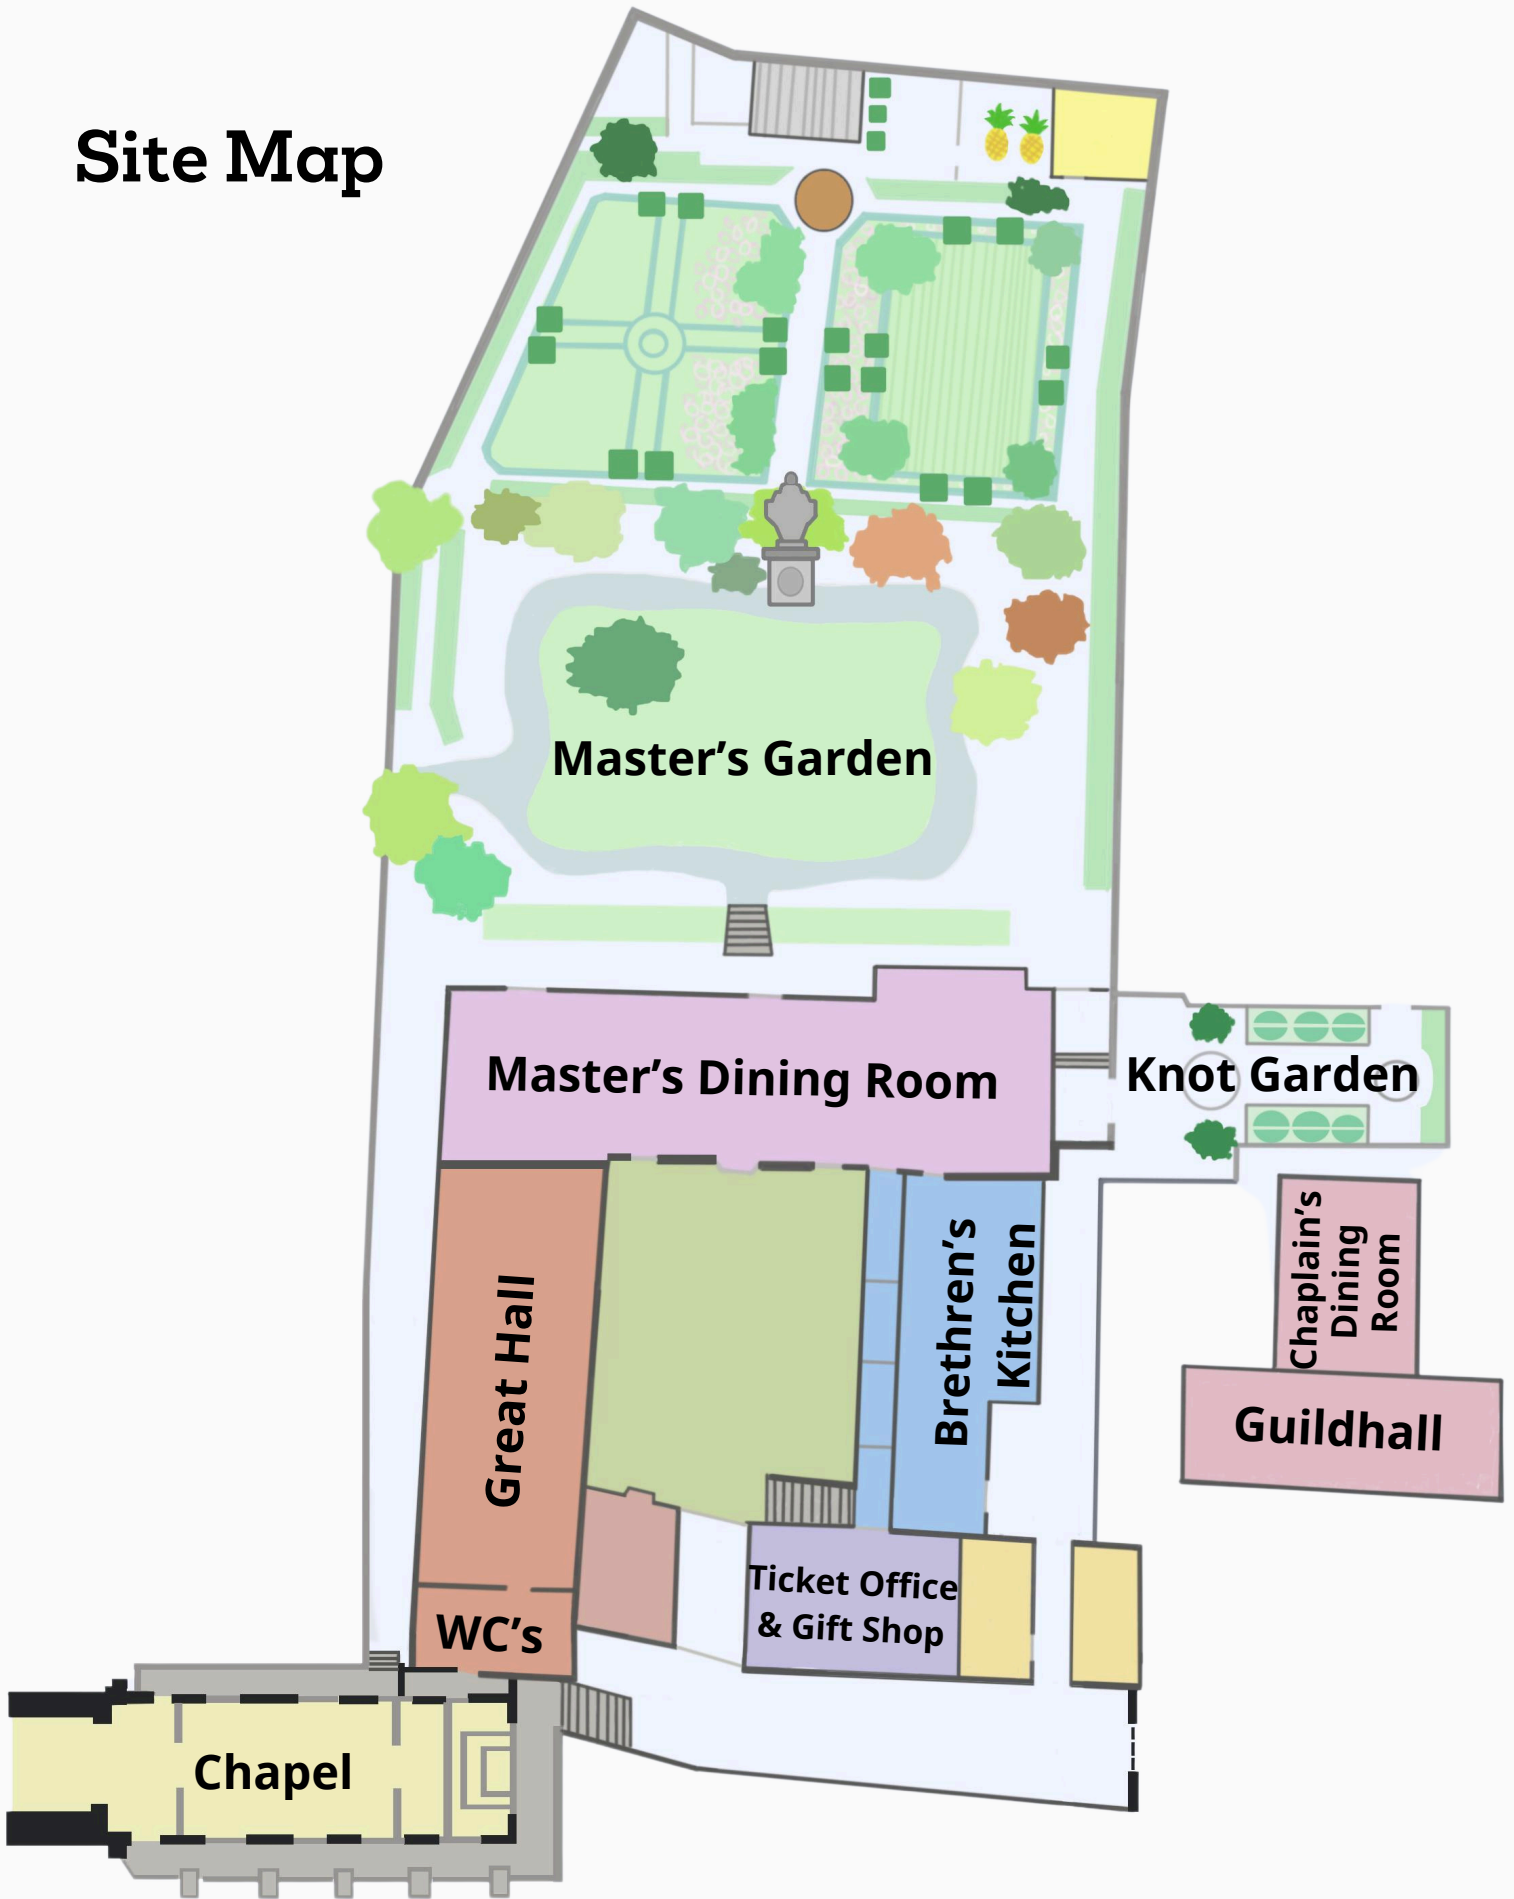 Site Map
Master’s Garden
Master’s Dining Room
Knot Garden
Chaplain’s
Dining
Room
Guildhall
Great Hall
Brethren’s
Kitchen
Ticket Office
& Gift Shop
WC’s
Chapel